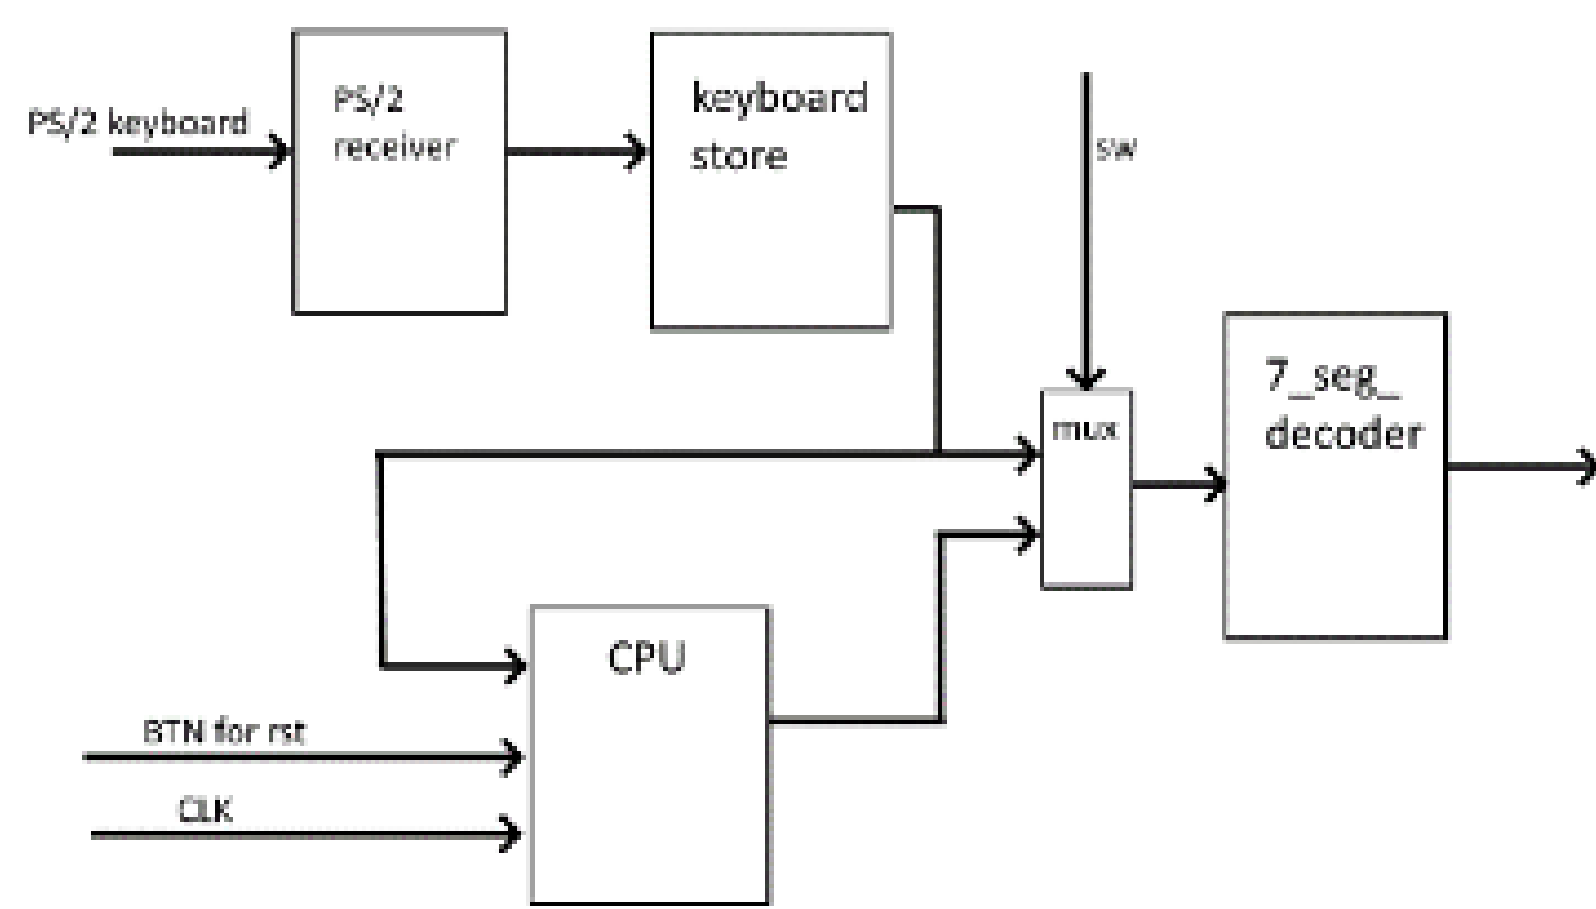 PS/2 keyboard
PS/2
receiver
keyboard
store
sw
mux
7_seg_
decoder
CPU
BTN for rst
CLK